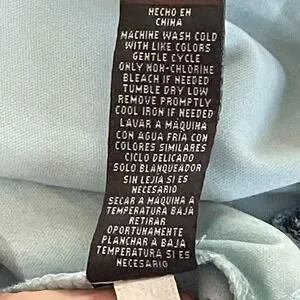 HECHO EN
CHINA
MACHINE WASH COLD
WITH LIKE COLORS
GENTLE CYCLE
ONLY NON-CHLORINE
BLEACH IF NEEDED
TUMBLE DRY LOW
REMOVE PROMPTLY
COOL IRON IF NEEDED
LAVAR A MÁQUINA
CON AGUA FRÍA CON
COLORES SIMILARES
CICLO DELICADO
SOLO BLANQUEADOR
SIN LEJÍA SI ES
NECESARIO
SECAR A MÁQUINA A
TEMPERATURA BAJA
RETIRAR
OPORTUNAMENTE
PLANCHAR A BAJA
TEMPERATURA SI ES
NECESARIO